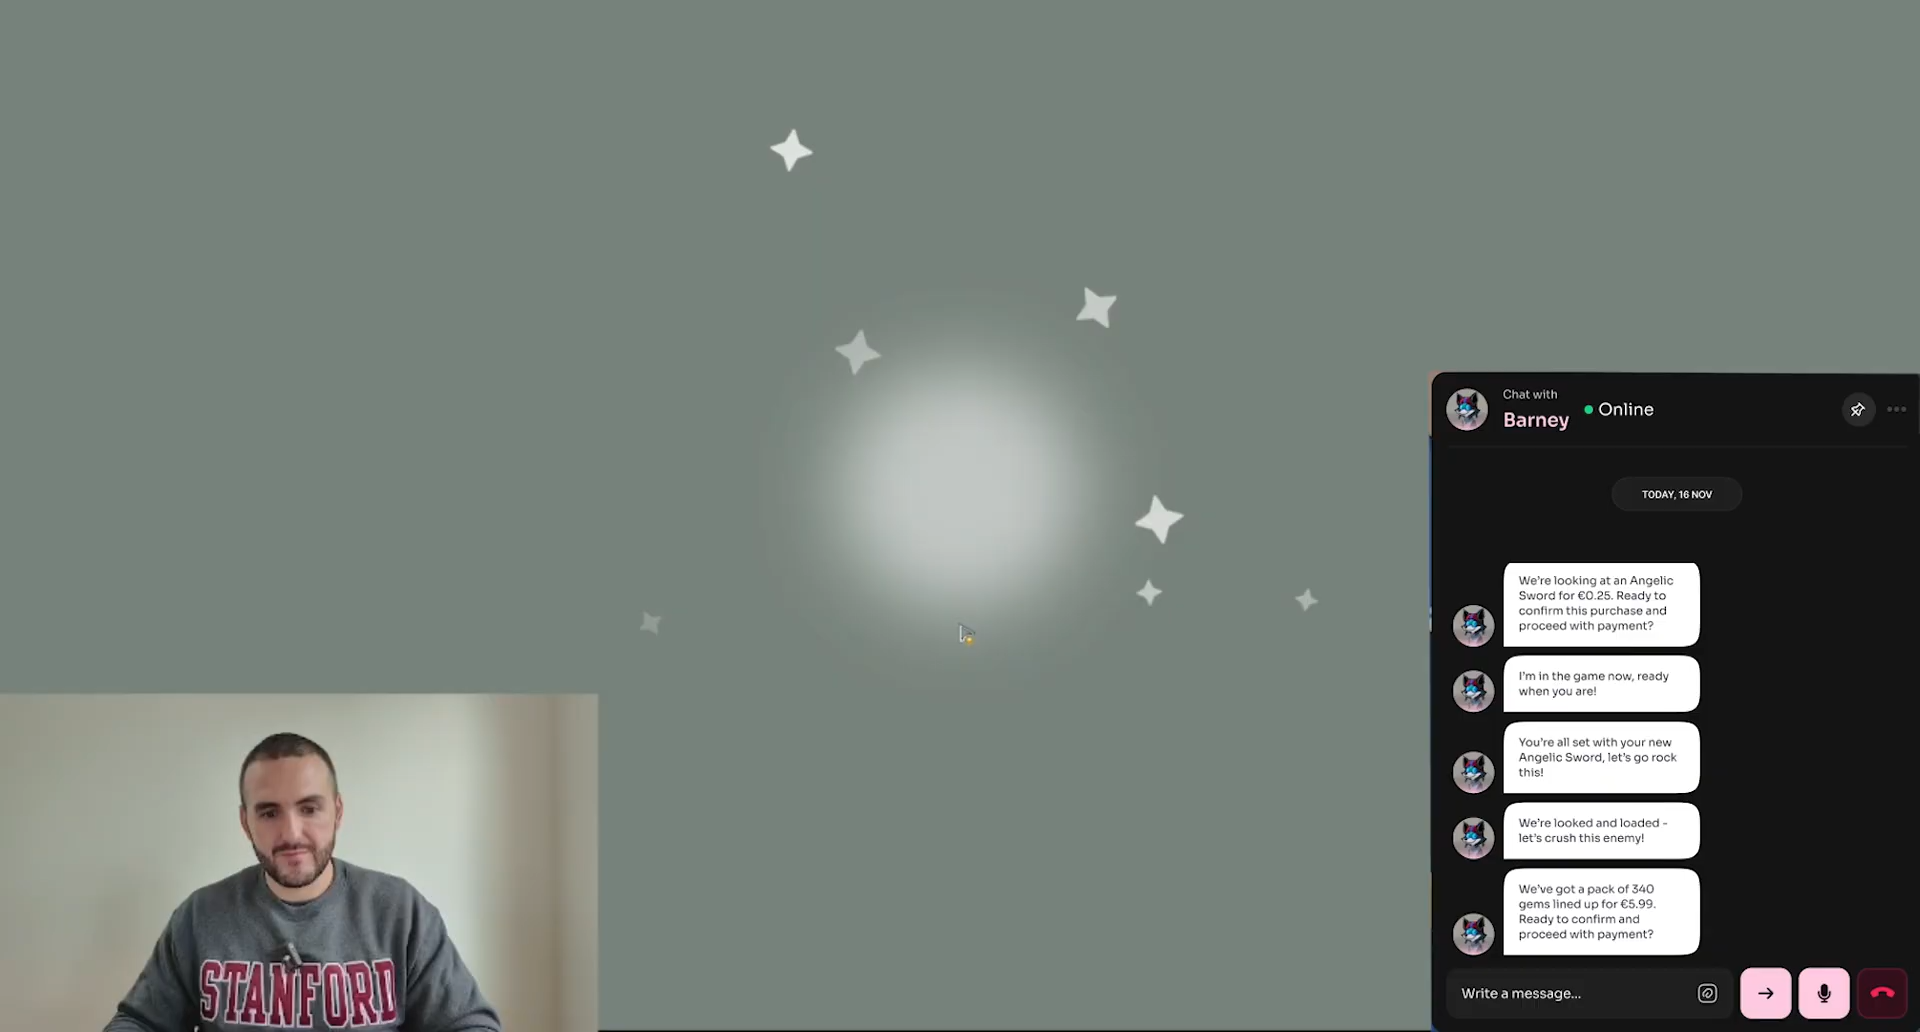 Chat with
Barney
Online
TODAY, 16 NOV
We're looking at an Angelic
Sword for €0.25. Ready to
confirm this purchase and
proceed with payment?
I'm in the game now, ready
when you are!
You're all set with your new
Angelic Sword, let's go rock
this!
We're looked and loaded -
let's crush this enemy!
We've got a pack of 340
gems lined up for €5.99.
Ready to confirm and
proceed with payment?
Write a message...
STANFORD